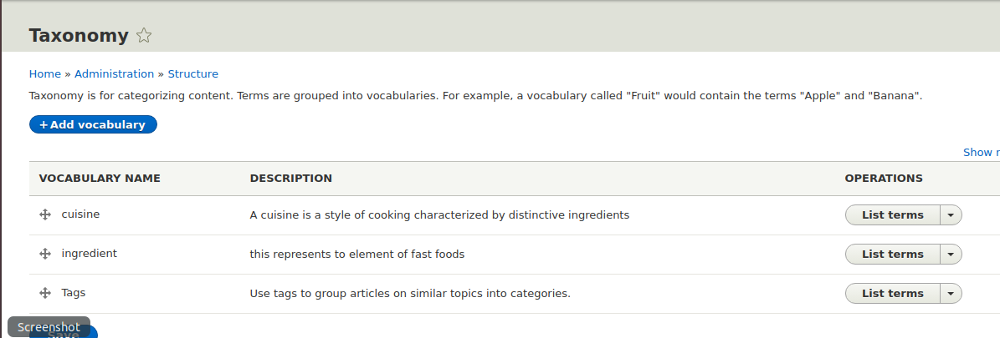 Taxonomy
Home » Administration » Structure
Taxonomy is for categorizing content. Terms are grouped into vocabularies. For example, a vocabulary called "Fruit" would contain the terms "Apple" and "Banana".
+Add vocabulary
Show r
VOCABULARY NAME DESCRIPTION OPERATIONS
cuisine A cuisine is a style of cooking characterized by distinctive ingredients List terms
ingredient this represents to element of fast foods List terms
Tags Use tags to group articles on similar topics into categories. List terms
Screenshot
Save